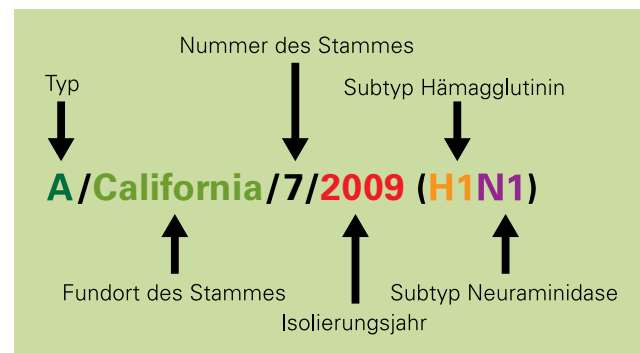 Nummer des Stammes
Typ
Subtyp Hämagglutinin
A/California/7/2009 (H1N1)
Fundort des Stammes
Subtyp Neuraminidase
Isolierungsjahr